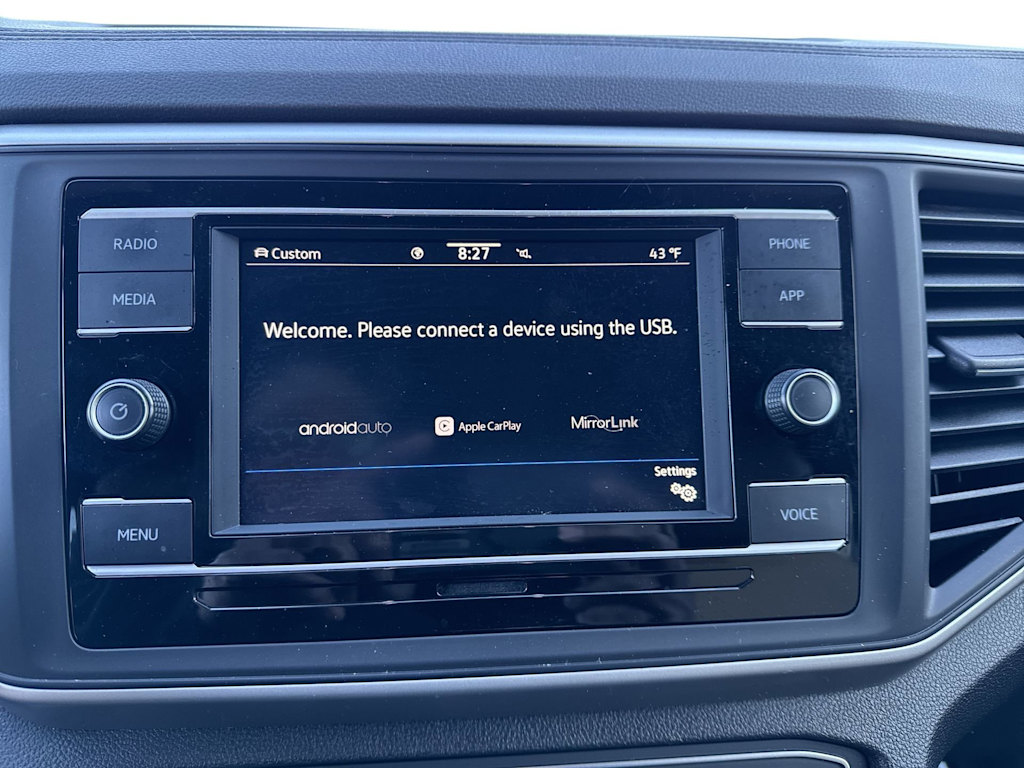 RADIO
MEDIA
MENU
Custom 8:27 43 °F
Welcome. Please connect a device using the USB.
androidauto Apple CarPlay MirrorLink
Settings
PHONE
APP
VOICE